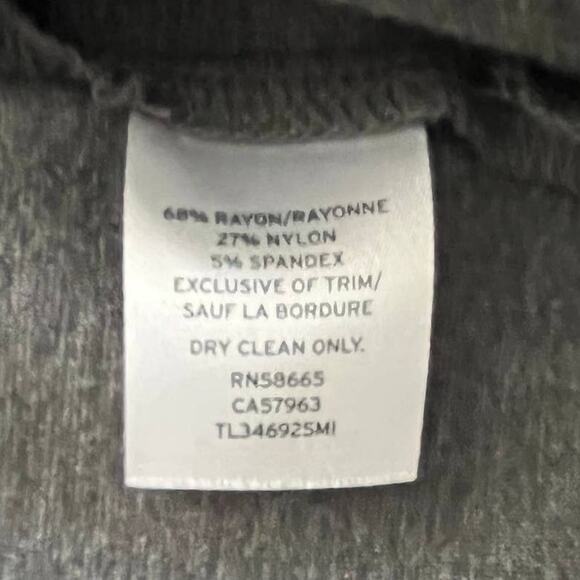 68% RAYON/RAYONNE
27% NYLON
5% SPANDEX
EXCLUSIVE OF TRIM/
SAUF LA BORDURE
DRY CLEAN ONLY.
RN58665
CA57963
TL346925MI